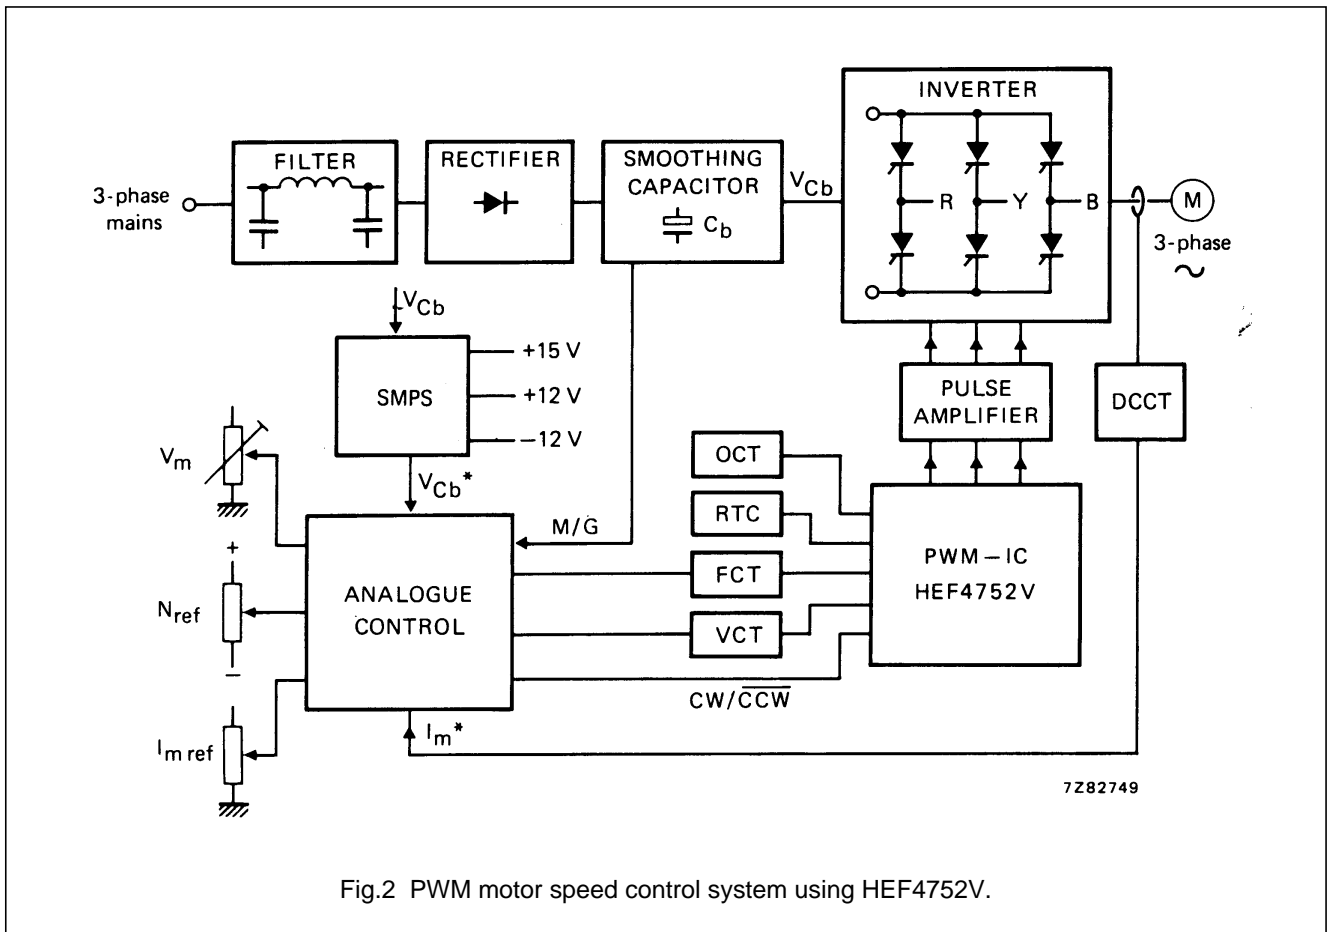 INVERTER
FILTER
RECTIFIER
SMOOTHING
CAPACITOR
C_b
V_Cb
3-phase
mains
R
Y
B
M
3-phase
V_Cb
SMPS
+15 V
+12 V
−12 V
V_Cb*
PULSE
AMPLIFIER
DCCT
V_m
OCT
RTC
FCT
VCT
M/G
PWM – IC
HEF4752V
+
N_ref
−
ANALOGUE
CONTROL
CW/C̅C̅W̅
I_m ref
I_m*
7Z82749
Fig.2 PWM motor speed control system using HEF4752V.